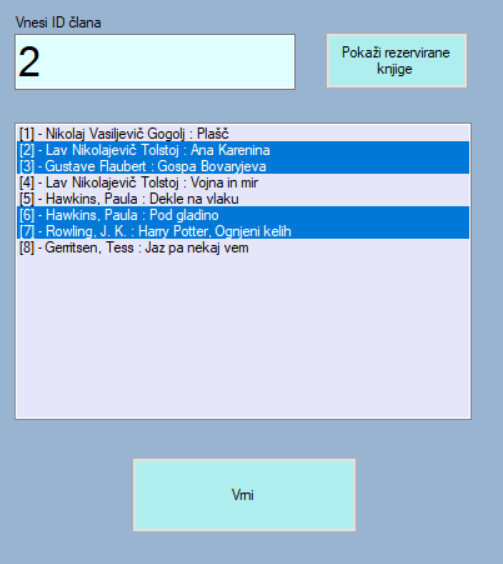 Vnesi ID člana
2
Pokaži rezervirane
knjige
[1] - Nikolaj Vasiljevič Gogolj : Plašč
[2] - Lav Nikolajevič Tolstoj : Ana Karenina
[3] - Gustave Flaubert : Gospa Bovaryjeva
[4] - Lav Nikolajevič Tolstoj : Vojna in mir
[5] - Hawkins, Paula : Dekle na vlaku
[6] - Hawkins, Paula : Pod gladino
[7] - Rowling, J. K. : Harry Potter, Ognjeni kelih
[8] - Gerritsen, Tess : Jaz pa nekaj vem
Vrni